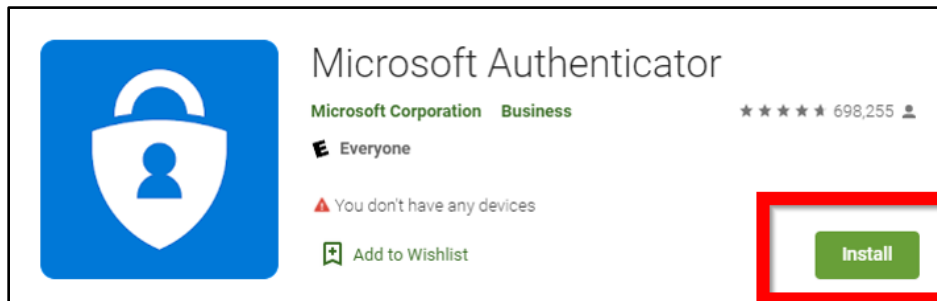 Microsoft Authenticator
Microsoft Corporation Business 698,255
E Everyone
You don't have any devices
Add to Wishlist
Install